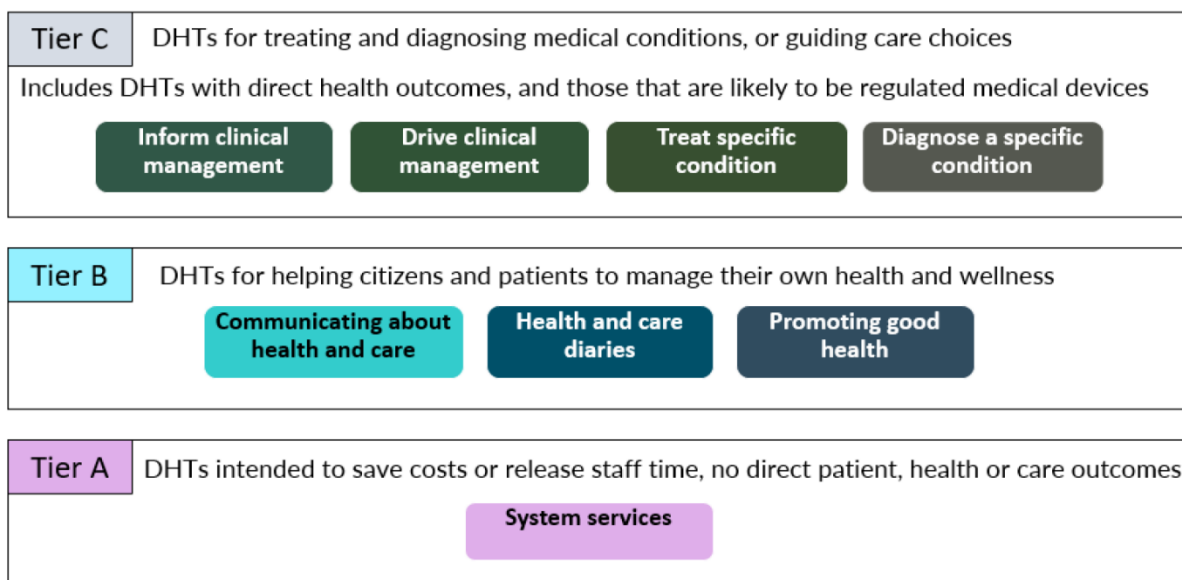 Tier C
DHTs for treating and diagnosing medical conditions, or guiding care choices
Includes DHTs with direct health outcomes, and those that are likely to be regulated medical devices
Inform clinical
management
Drive clinical
management
Treat specific
condition
Diagnose a specific
condition
Tier B
DHTs for helping citizens and patients to manage their own health and wellness
Communicating about
health and care
Health and care
diaries
Promoting good
health
Tier A
DHTs intended to save costs or release staff time, no direct patient, health or care outcomes
System services